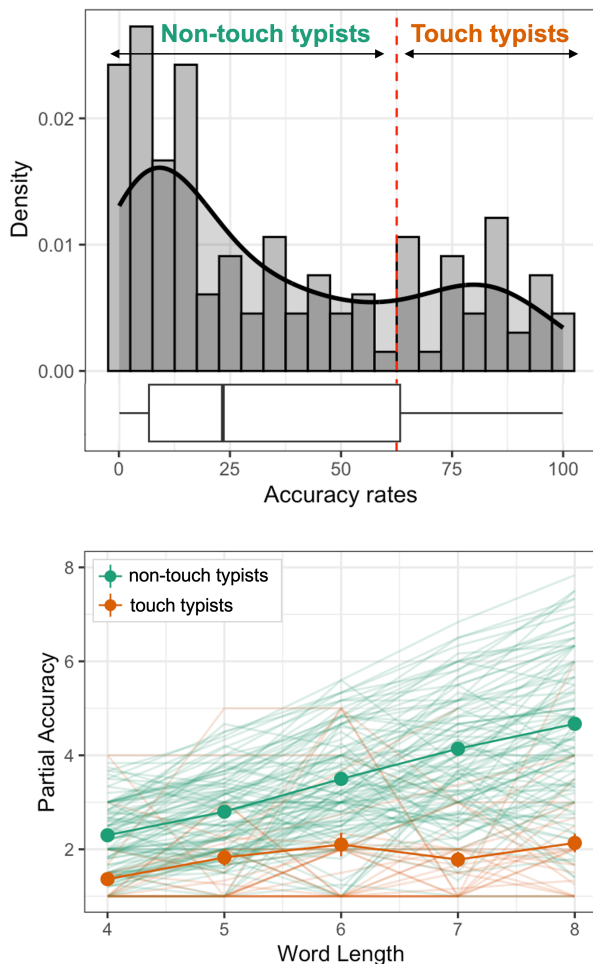 Non-touch typists Touch typists
Density
0.02
0.01
0.00
0 25 50 75 100
Accuracy rates
non-touch typists
touch typists
Partial Accuracy
8
6
4
2
4 5 6 7 8
Word Length